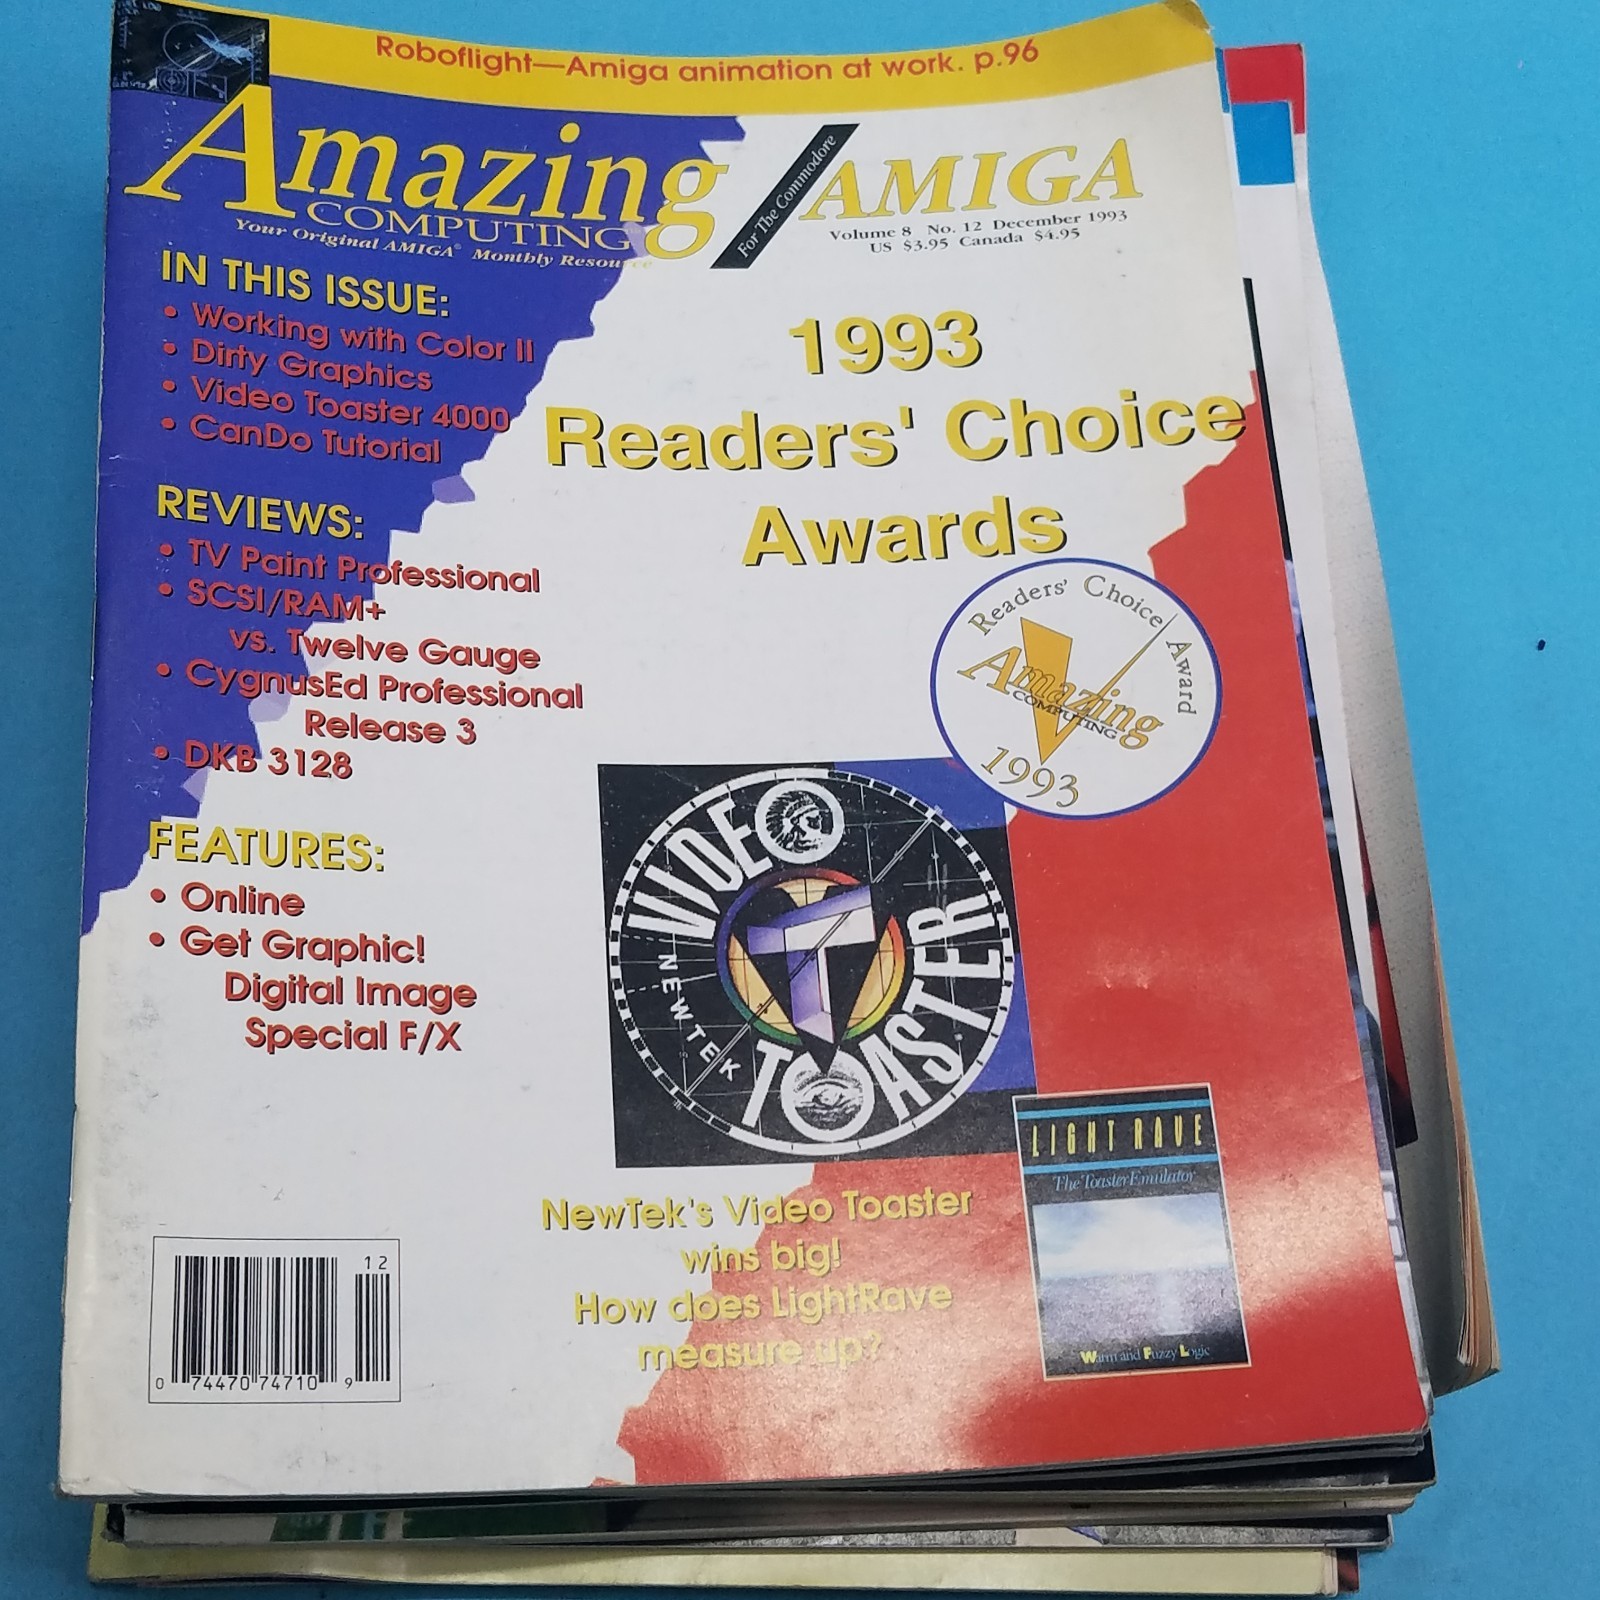 Roboflight—Amiga animation at work. p.96
Amazing
COMPUTING™
Your Original AMIGA® Monthly Resource
For The Commodore
AMIGA
Volume 8 No. 12 December 1993
US $3.95 Canada $4.95
IN THIS ISSUE:
• Working with Color II
• Dirty Graphics
• Video Toaster 4000
• CanDo Tutorial
REVIEWS:
• TV Paint Professional
• SCSI/RAM+
vs. Twelve Gauge
• CygnusEd Professional
Release 3
• DKB 3128
FEATURES:
• Online
• Get Graphic!
Digital Image
Special F/X
1993
Readers' Choice
Awards
Readers' Choice Award
Amazing
COMPUTING
1993
VIDEO
TOASTER
NEWTEK
T
NewTek's Video Toaster
wins big!
How does LightRave
measure up?
LIGHT RAVE
The Toaster Emulator
Warm and Fuzzy Logic
12
0 74470 74710 9